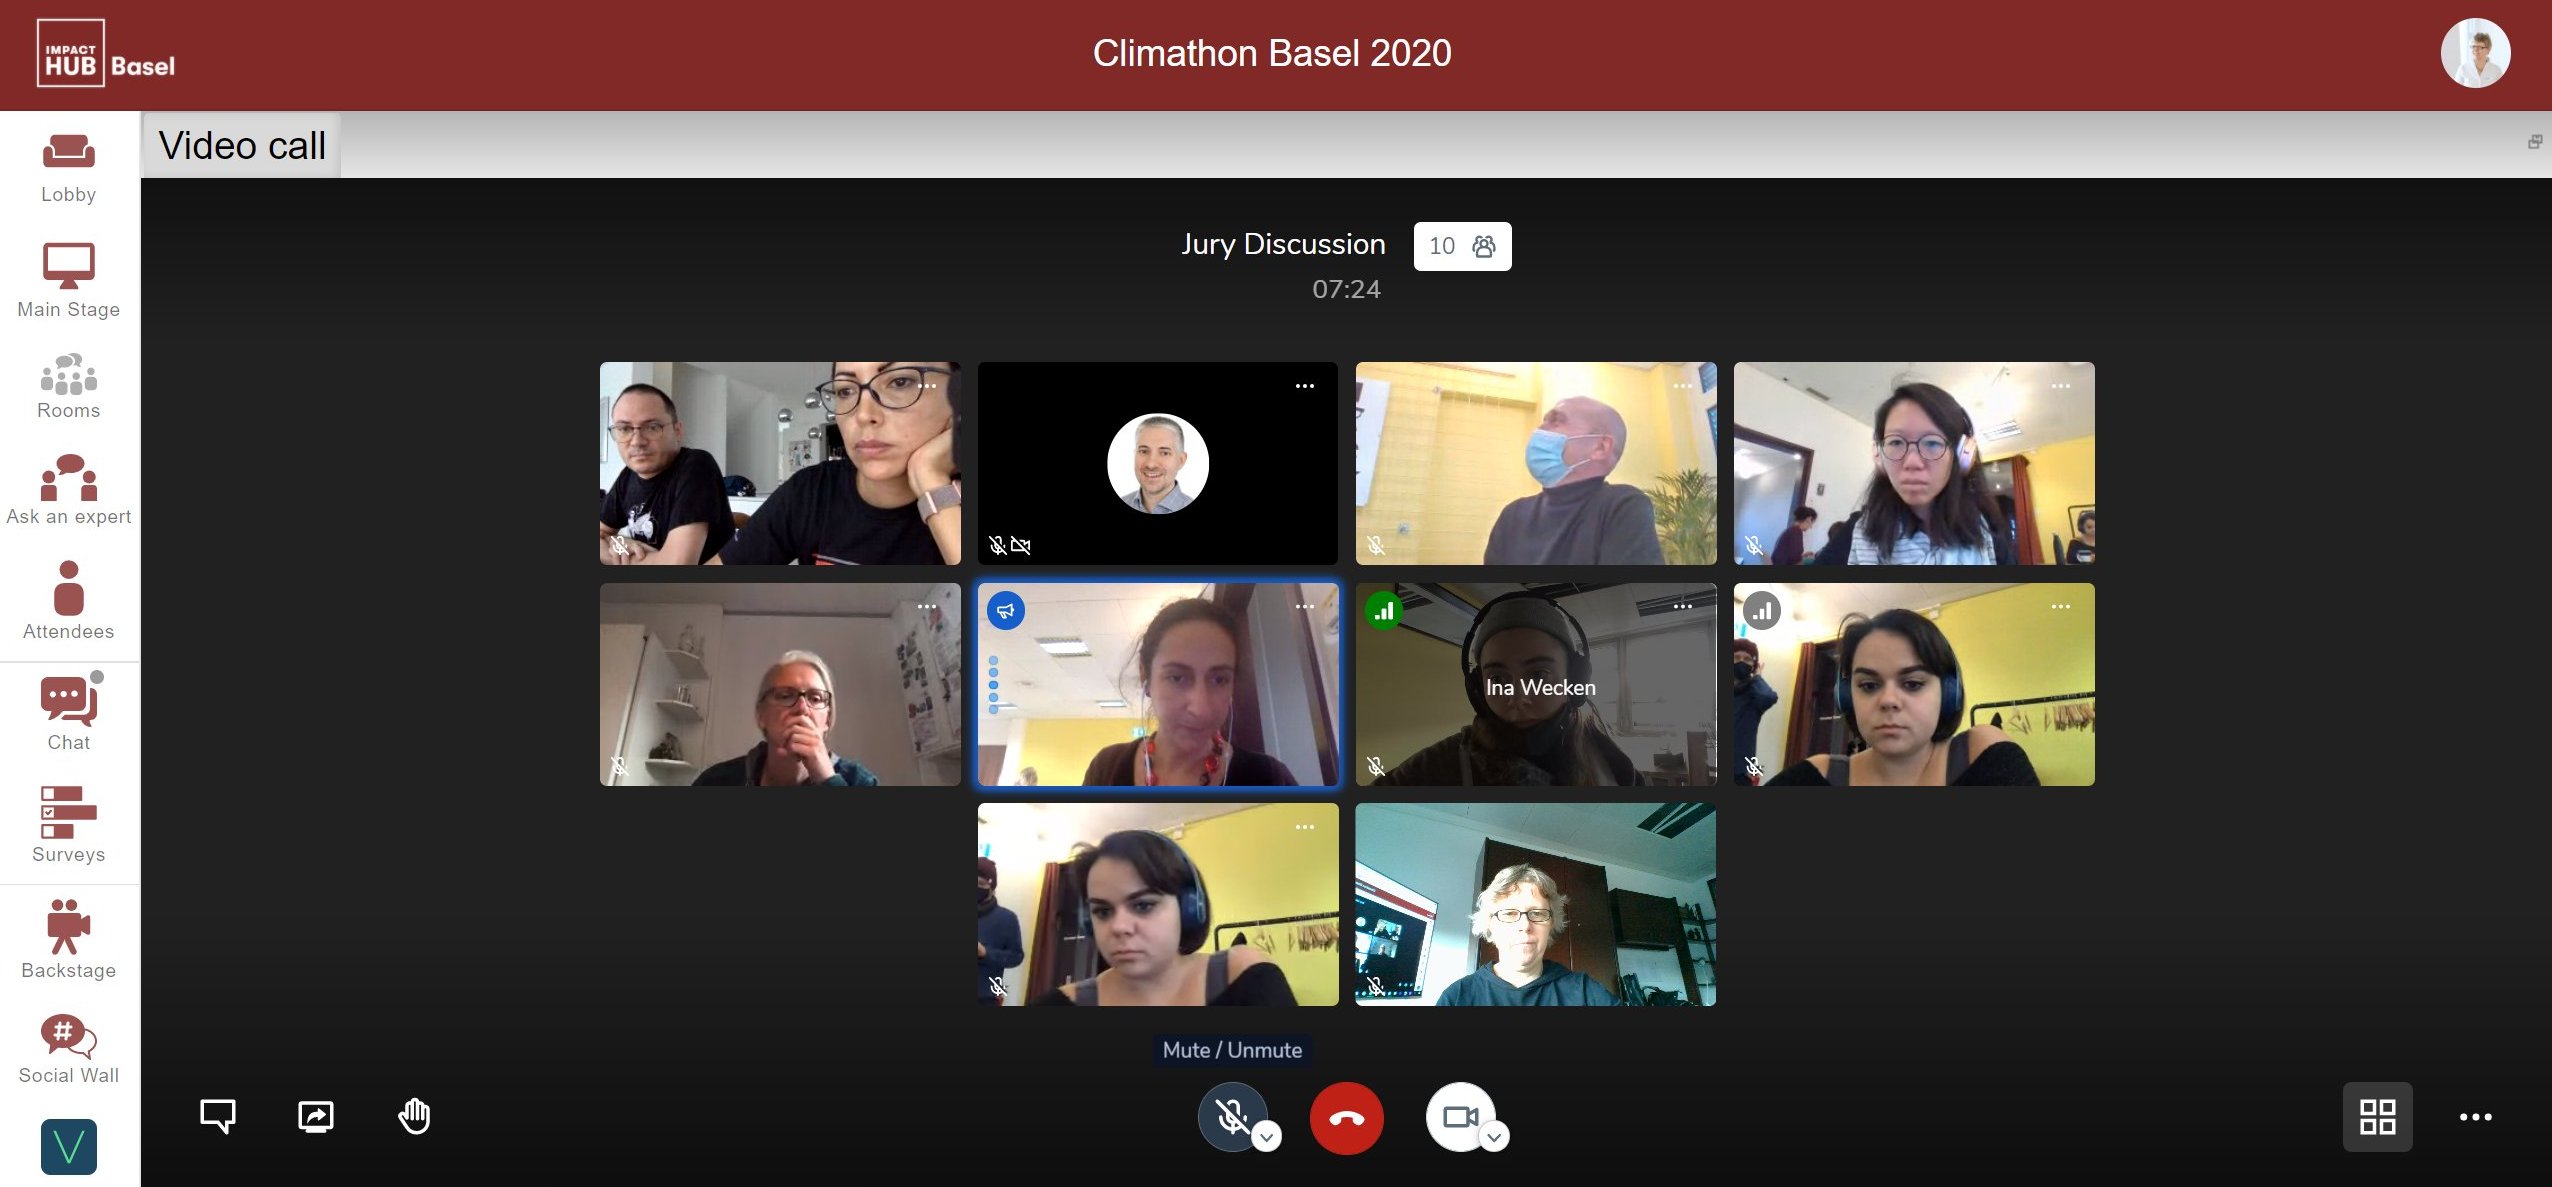 IMPACT
HUB Basel
Climathon Basel 2020
Video call
Lobby
Main Stage
Rooms
Ask an expert
Attendees
Chat
Surveys
Backstage
# Social Wall
Jury Discussion 10
07:24
Ina Wecken
Mute / Unmute